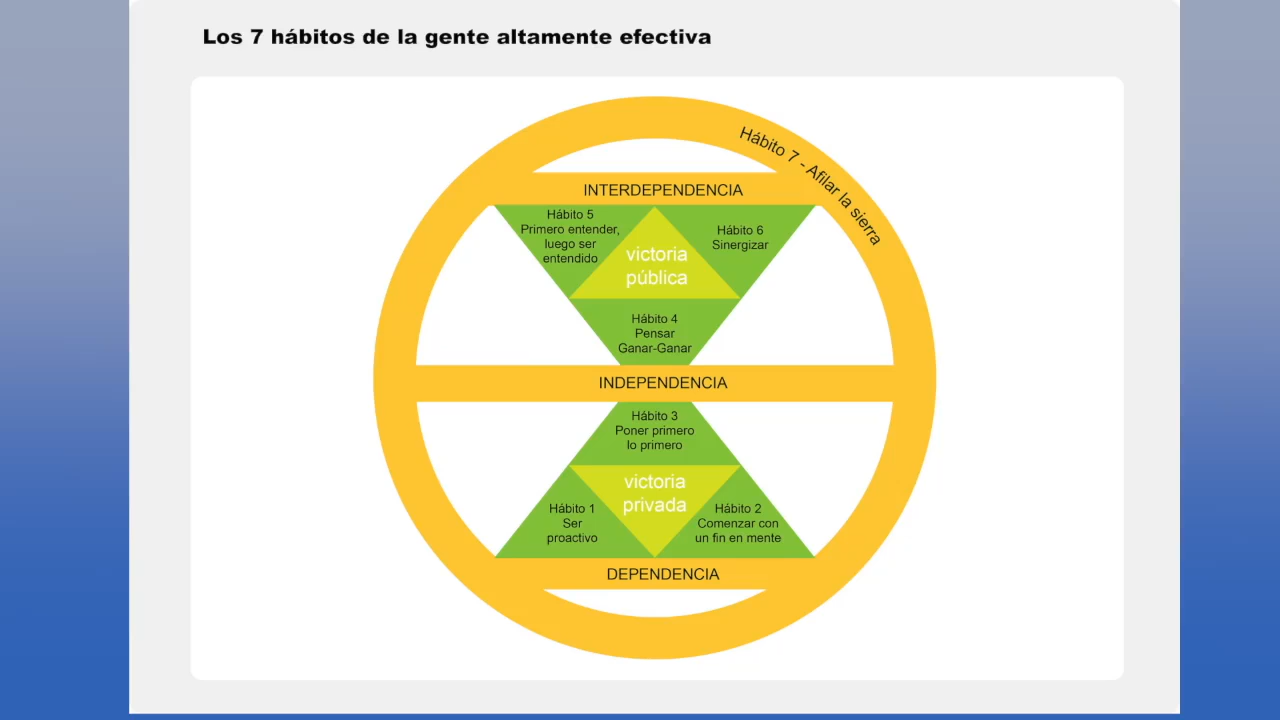 Los 7 hábitos de la gente altamente efectiva
Hábito 7 - Afilar la sierra
INTERDEPENDENCIA
Hábito 5
Primero entender,
luego ser
entendido
victoria
pública
Hábito 6
Sinergizar
Hábito 4
Pensar
Ganar-Ganar
INDEPENDENCIA
Hábito 3
Poner primero
lo primero
victoria
privada
Hábito 1
Ser
proactivo
Hábito 2
Comenzar con
un fin en mente
DEPENDENCIA